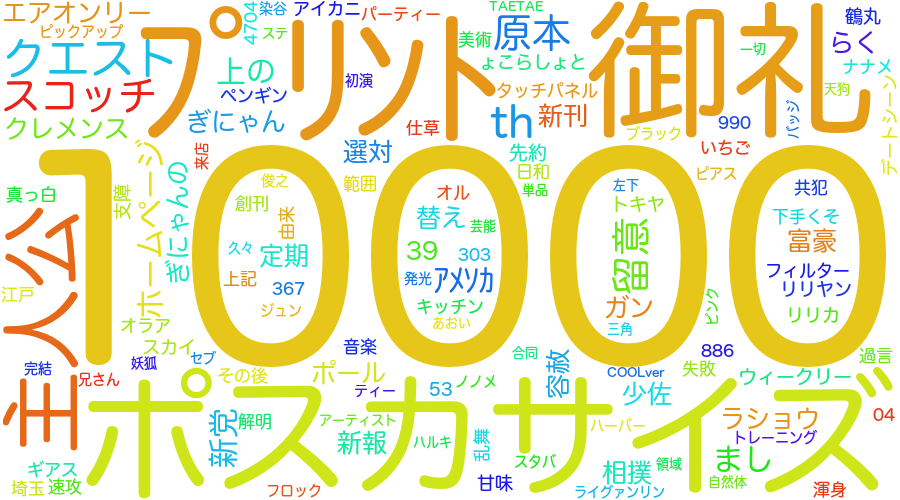 エアオンリー
染谷
アイカニ
TAETAE
鶴丸
ピックアップ
4704
パーティー
原本
御礼
らく
クエスト
プリント
ステ
美術
一切
上の
初演
ょこらしょと
ナナメ
スコッチ
ペンギン
タッチパネル
天狗
デートシーン
クレメンス
ぎにゃん
仕草
th
新刊
ブラック
990
バッジ
来店
選対
先約
いちご
ホームページ
ぎにゃんの
日和
単品
ピアス
真っ白
支障
10000
俊之
範囲
オル
左下
共犯
創刊
由来
替え
芸能
トキヤ
下手くそ
主人公
久々
定期
39
303
留意
富豪
上記
367
発光
アメソカ
フィルター
江戸
ジュン
キッチン
ガン
リリヤン
オラア
あおい
三角
ピンク
リリカ
スカイ
セブ
音楽
合同
886
過言
完結
妖狐
兄さん
その後
ポール
容赦
COOLver
失敗
ウィークリー
ポスカサイズ
ティー
53
ノノメ
少佐
新党
解明
アーティスト
ハーバー
ラショウ
04
新報
ハルキ
乱舞
トレーニング
ギアス
スタバ
相撲
領域
まし
埼玉
速攻
甘味
自然体
フロック
ライグァンリン
渾身